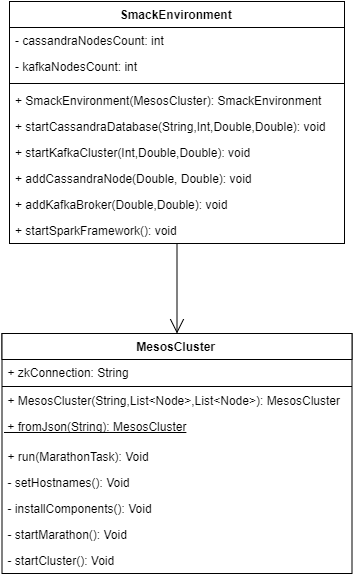 SmackEnvironment
- cassandraNodesCount: int
- kafkaNodesCount: int
+ SmackEnvironment(MesosCluster): SmackEnvironment
+ startCassandraDatabase(String,Int,Double,Double): void
+ startKafkaCluster(Int,Double,Double): void
+ addCassandraNode(Double, Double): void
+ addKafkaBroker(Double,Double): void
+ startSparkFramework(): void
MesosCluster
+ zkConnection: String
+ MesosCluster(String,List<Node>,List<Node>): MesosCluster
+ fromJson(String): MesosCluster
+ run(MarathonTask): Void
- setHostnames(): Void
- installComponents(): Void
- startMarathon(): Void
- startCluster(): Void